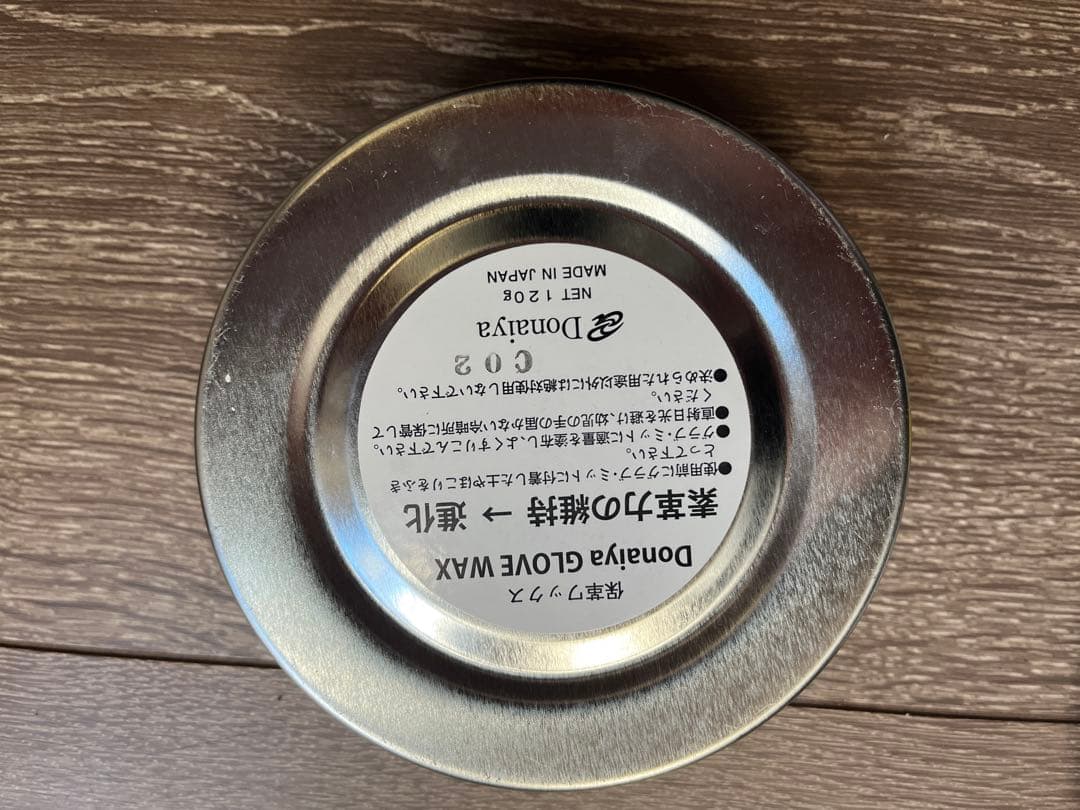 保革ワックス
Donaiya GLOVE WAX
素革力の維持 → 進化
●使用前にグラブ・ミットに付着した土やほこりをふき
とって下さい。
●グラブ・ミットに適量を塗布し、よくすりこんで下さい。
●直射日光を避け、幼児の手の届かない冷暗所に保管して
ください。
●決められた用途以外には絶対使用しないで下さい。
C02
Donaiya
NET 120g
MADE IN JAPAN